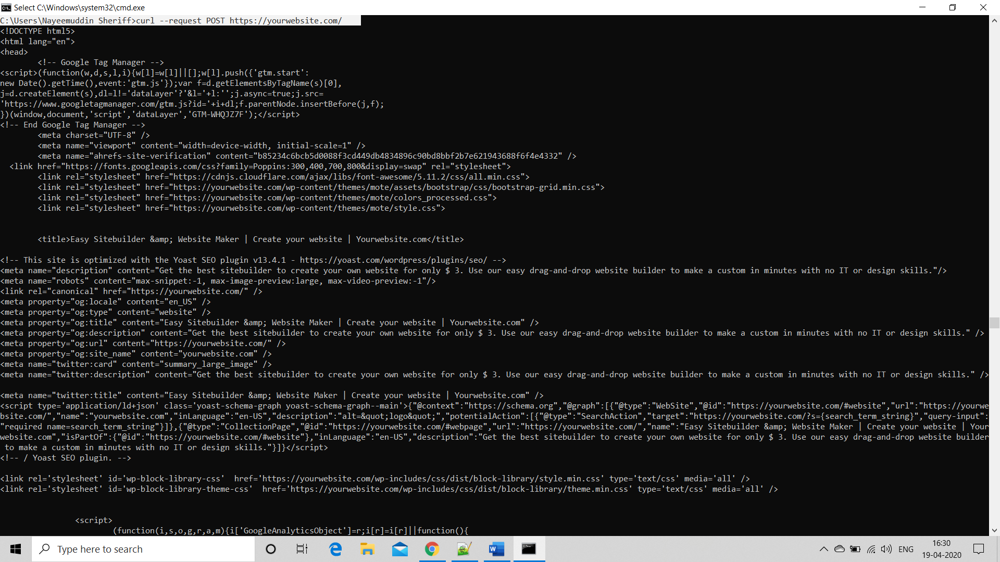 Select C:\Windows\system32\cmd.exe
C:\Users\Nayeemuddin Sheriff>curl --request POST https://yourwebsite.com/
<!DOCTYPE html5>
<html lang="en">
<head>
<!-- Google Tag Manager -->
<script>(function(w,d,s,l,i){w[l]=w[l]||[];w[l].push({'gtm.start':
new Date().getTime(),event:'gtm.js'});var f=d.getElementsByTagName(s)[0],
j=d.createElement(s),dl=l!='dataLayer'?'&l='+l:'';j.async=true;j.src=
'https://www.googletagmanager.com/gtm.js?id='+i+dl;f.parentNode.insertBefore(j,f);
})(window,document,'script','dataLayer','GTM-WHQJZ7F');</script>
<!-- End Google Tag Manager -->
<meta charset="UTF-8" />
<meta name="viewport" content="width=device-width, initial-scale=1" />
<meta name="ahrefs-site-verification" content="b85234c6bcb5d0088f3cd449db4834896c90bd8bbf2b7e621943688f6f4e4332" />
<link href="https://fonts.googleapis.com/css?family=Poppins:300,400,700,800&display=swap" rel="stylesheet">
<link rel="stylesheet" href="https://cdnjs.cloudflare.com/ajax/libs/font-awesome/5.11.2/css/all.min.css">
<link rel="stylesheet" href="https://yourwebsite.com/wp-content/themes/mote/assets/bootstrap/css/bootstrap-grid.min.css">
<link rel="stylesheet" href="https://yourwebsite.com/wp-content/themes/mote/colors_processed.css">
<link rel="stylesheet" href="https://yourwebsite.com/wp-content/themes/mote/style.css">
<title>Easy Sitebuilder &amp; Website Maker | Create your website | Yourwebsite.com</title>
<!-- This site is optimized with the Yoast SEO plugin v13.4.1 - https://yoast.com/wordpress/plugins/seo/ -->
<meta name="description" content="Get the best sitebuilder to create your own website for only $ 3. Use our easy drag-and-drop website builder to make a custom in minutes with no IT or design skills."/>
<meta name="robots" content="max-snippet:-1, max-image-preview:large, max-video-preview:-1"/>
<link rel="canonical" href="https://yourwebsite.com/" />
<meta property="og:locale" content="en_US" />
<meta property="og:type" content="website" />
<meta property="og:title" content="Easy Sitebuilder &amp; Website Maker | Create your website | Yourwebsite.com" />
<meta property="og:description" content="Get the best sitebuilder to create your own website for only $ 3. Use our easy drag-and-drop website builder to make a custom in minutes with no IT or design skills." />
<meta property="og:url" content="https://yourwebsite.com/" />
<meta property="og:site_name" content="yourwebsite.com" />
<meta name="twitter:card" content="summary_large_image" />
<meta name="twitter:description" content="Get the best sitebuilder to create your own website for only $ 3. Use our easy drag-and-drop website builder to make a custom in minutes with no IT or design skills." />
<meta name="twitter:title" content="Easy Sitebuilder &amp; Website Maker | Create your website | Yourwebsite.com" />
<script type='application/ld+json' class='yoast-schema-graph yoast-schema-graph--main'>{"@context":"https://schema.org","@graph":[{"@type":"WebSite","@id":"https://yourwebsite.com/#website","url":"https://yourwe
bsite.com/","name":"yourwebsite.com","inLanguage":"en-US","description":"alt=&quot;logo&quot;","potentialAction":[{"@type":"SearchAction","target":"https://yourwebsite.com/?s={search_term_string}","query-input":
"required name=search_term_string"}]},{"@type":"CollectionPage","@id":"https://yourwebsite.com/#webpage","url":"https://yourwebsite.com/","name":"Easy Sitebuilder &amp; Website Maker | Create your website | Your
website.com","isPartOf":{"@id":"https://yourwebsite.com/#website"},"inLanguage":"en-US","description":"Get the best sitebuilder to create your own website for only $ 3. Use our easy drag-and-drop website builder
to make a custom in minutes with no IT or design skills."}]}</script>
<!-- / Yoast SEO plugin. -->
<link rel='stylesheet' id='wp-block-library-css'  href='https://yourwebsite.com/wp-includes/css/dist/block-library/style.min.css' type='text/css' media='all' />
<link rel='stylesheet' id='wp-block-library-theme-css'  href='https://yourwebsite.com/wp-includes/css/dist/block-library/theme.min.css' type='text/css' media='all' />
<script>
(function(i,s,o,g,r,a,m){i['GoogleAnalyticsObject']=r;i[r]=i[r]||function(){
Type here to search
ENG
16:30
19-04-2020